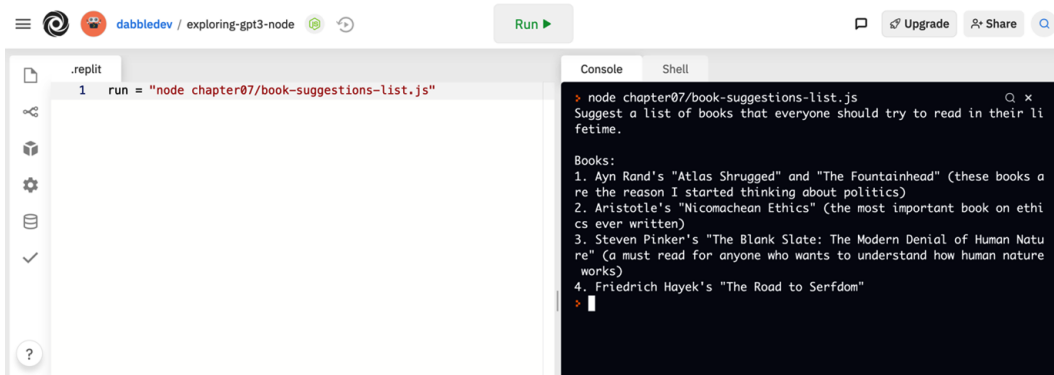 dabbledev / exploring-gpt3-node
Run
Upgrade
Share
.replit
1 run = "node chapter07/book-suggestions-list.js"
Console
Shell
> node chapter07/book-suggestions-list.js
Suggest a list of books that everyone should try to read in their li
fetime.
Books:
1. Ayn Rand's "Atlas Shrugged" and "The Fountainhead" (these books a
re the reason I started thinking about politics)
2. Aristotle's "Nicomachean Ethics" (the most important book on ethi
cs ever written)
3. Steven Pinker's "The Blank Slate: The Modern Denial of Human Natu
re" (a must read for anyone who wants to understand how human nature
 works)
4. Friedrich Hayek's "The Road to Serfdom"
>
?